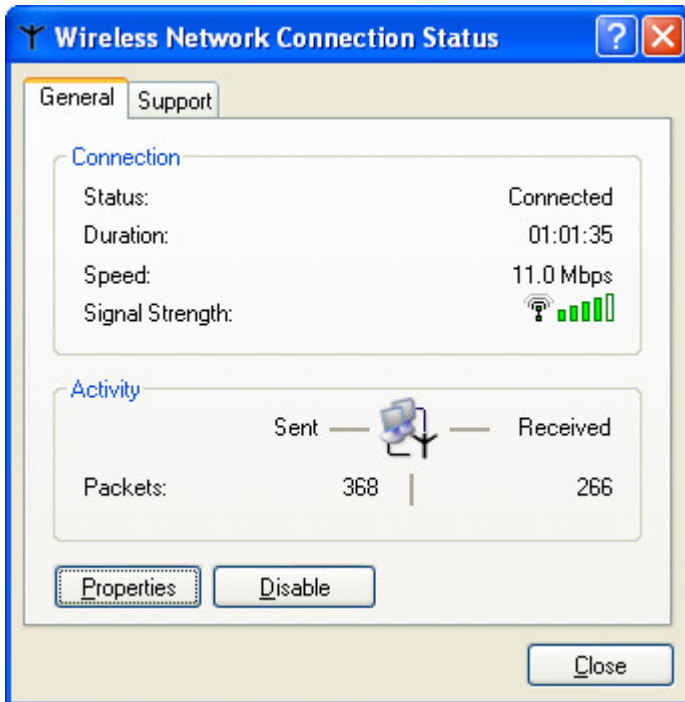 Wireless Network Connection Status
General Support
Connection
Status: Connected
Duration: 01:01:35
Speed: 11.0 Mbps
Signal Strength:
Activity
Sent Received
Packets: 368 266
Properties Disable
Close